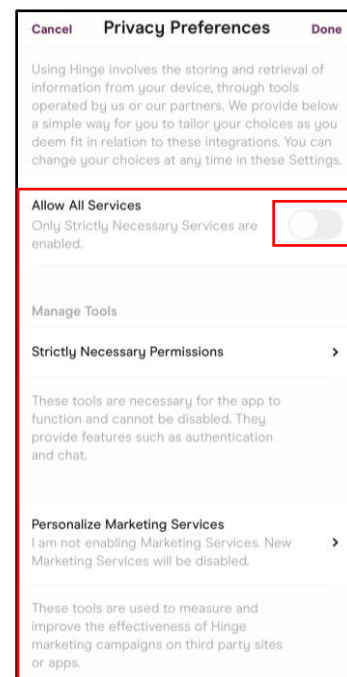 Cancel Privacy Preferences Done
Using Hinge involves the storing and retrieval of
information from your device, through tools
operated by us or our partners. We provide below
a simple way for you to tailor your choices as you
deem fit in relation to these integrations. You can
change your choices at any time in these Settings.
Allow All Services
Only Strictly Necessary Services are
enabled.
Manage Tools
Strictly Necessary Permissions
These tools are necessary for the app to
function and cannot be disabled. They
provide features such as authentication
and chat.
Personalize Marketing Services
I am not enabling Marketing Services. New
Marketing Services will be disabled.
These tools are used to measure and
improve the effectiveness of Hinge
marketing campaigns on third party sites
or apps.